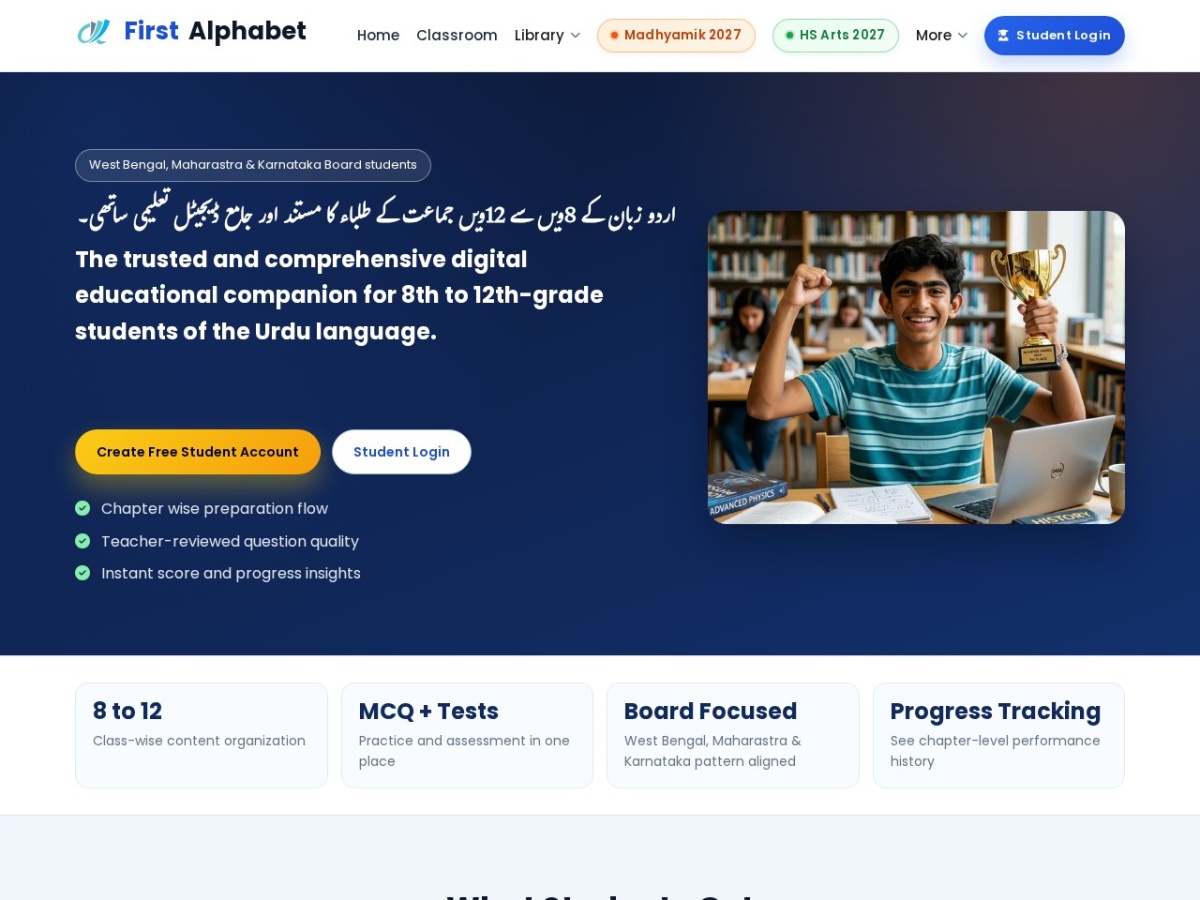 First Alphabet
Home
Classroom
Library
Madhyamik 2027
HS Arts 2027
More
Student Login
West Bengal, Maharastra & Karnataka Board students
اردو زبان کے 8ویں سے 12ویں جماعت کے طلباء کا مستند اور جامع ڈیجیٹل تعلیمی ساتھی۔
The trusted and comprehensive digital
educational companion for 8th to 12th-grade
students of the Urdu language.
Create Free Student Account
Student Login
Chapter wise preparation flow
Teacher-reviewed question quality
Instant score and progress insights
ADVANCED PHYSICS
HISTORY
8 to 12
Class-wise content organization
MCQ + Tests
Practice and assessment in one
place
Board Focused
West Bengal, Maharastra &
Karnataka pattern aligned
Progress Tracking
See chapter-level performance
history